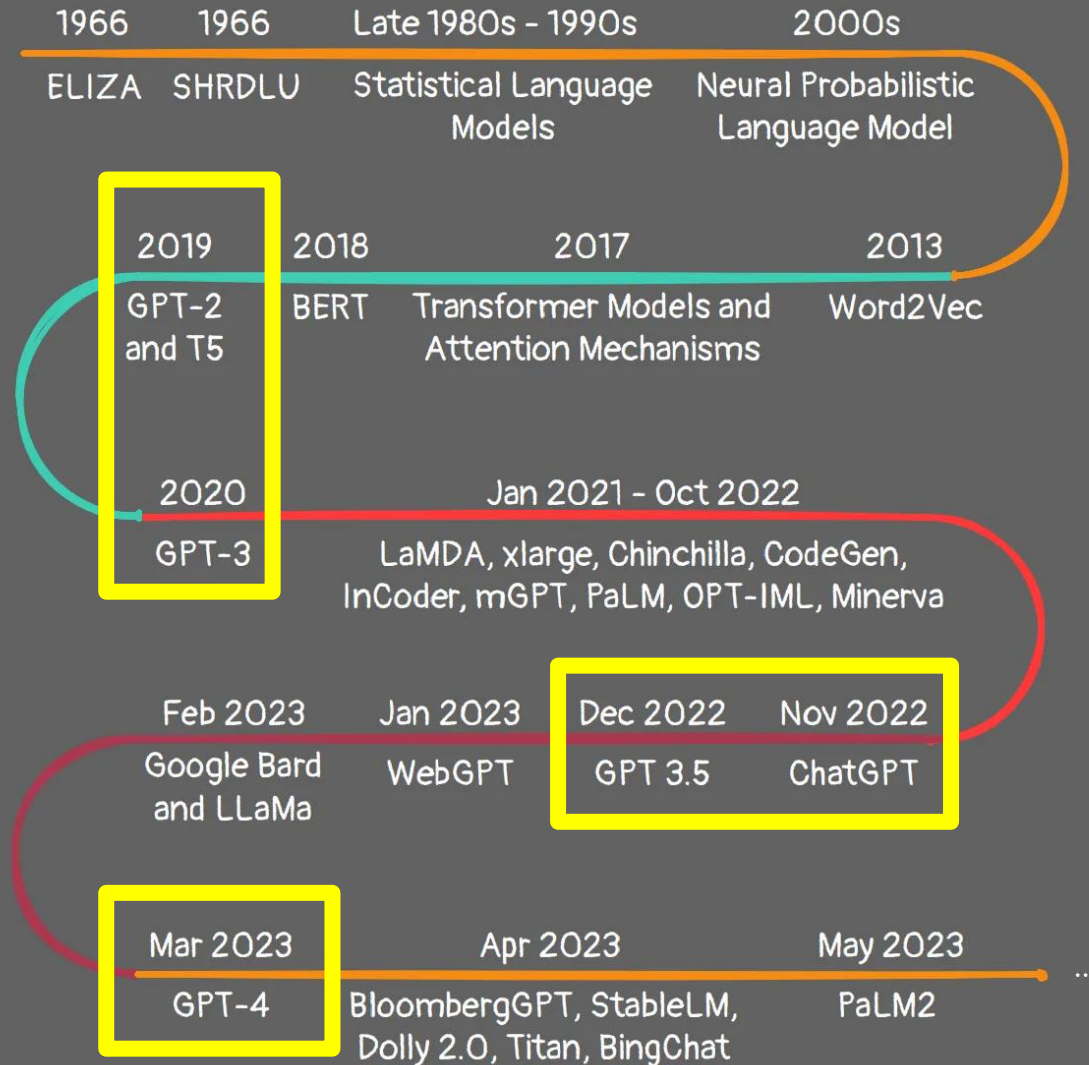 1966 1966 Late 1980s - 1990s 2000s
ELIZA SHRDLU Statistical Language Neural Probabilistic
Models Language Model
2019 2018 2017 2013
GPT-2 BERT Transformer Models and Word2Vec
and T5 Attention Mechanisms
2020 Jan 2021 - Oct 2022
GPT-3 LaMDA, xlarge, Chinchilla, CodeGen,
InCoder, mGPT, PaLM, OPT-IML, Minerva
Feb 2023 Jan 2023 Dec 2022 Nov 2022
Google Bard WebGPT GPT 3.5 ChatGPT
and LLaMa
Mar 2023 Apr 2023 May 2023
...
GPT-4 BloombergGPT, StableLM, PaLM2
Dolly 2.0, Titan, BingChat